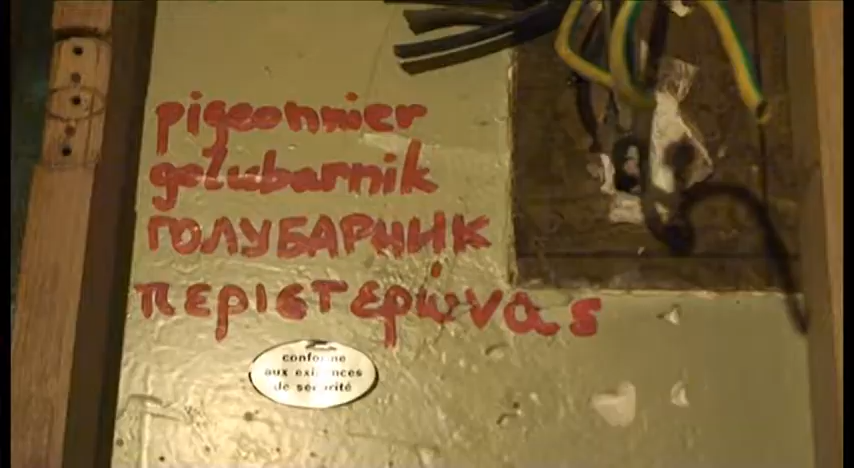 pigeonnier
golubarnik
ГОЛУБАРНИК
περιστερώνας
conforme
aux exigences
de sécurité